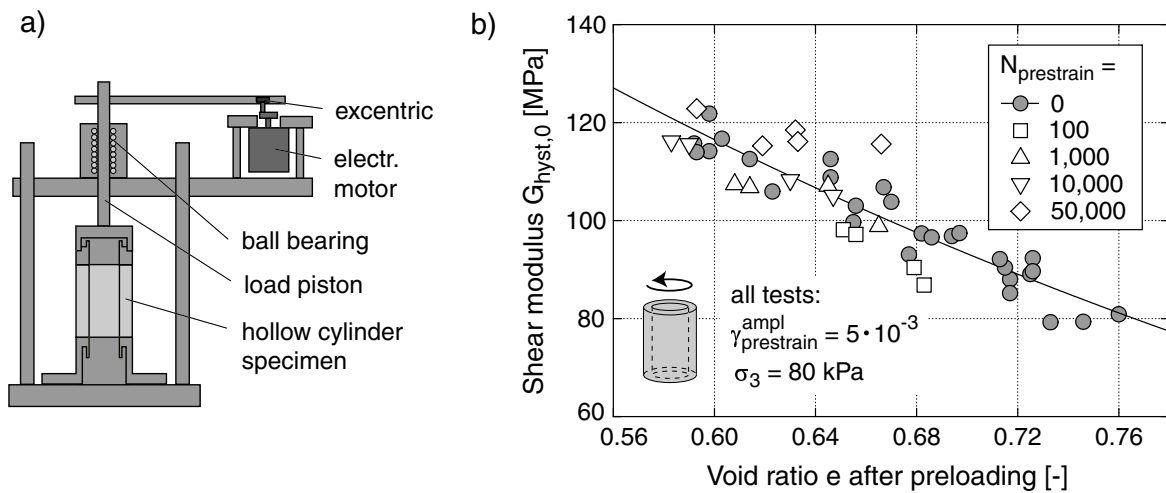 a)
excentric
electr.
motor
ball bearing
load piston
hollow cylinder
specimen
b)
Shear modulus G_hyst,0 [MPa]
140
120
100
80
60
N_prestrain =
0
100
1,000
10,000
50,000
all tests:
γ_prestrain^ampl = 5·10^-3
σ_3 = 80 kPa
0.56 0.60 0.64 0.68 0.72 0.76
Void ratio e after preloading [-]